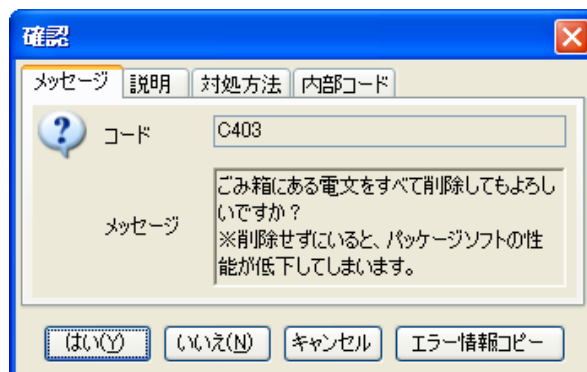 確認
メッセージ 説明 対処方法 内部コード
コード C403
メッセージ
ごみ箱にある電文をすべて削除してもよろし
いですか？
※削除せずにいると、パッケージソフトの性
能が低下してしまいます。
はい(Y) いいえ(N) キャンセル エラー情報コピー